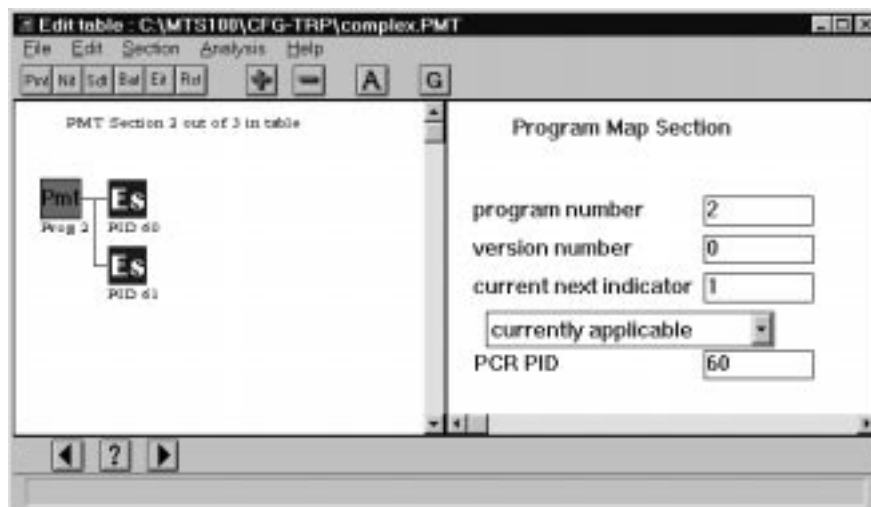 Edit table : C:\MTS100\CFG-TRP\complex.PMT
File Edit Section Analysis Help
Pmt Nit Sdt Bat Eit Rst A G
PMT Section 2 out of 3 in table
Program Map Section
Pmt Es
Prog 2 PID 60
Es
PID 61
program number 2
version number 0
current next indicator 1
currently applicable
PCR PID 60
?